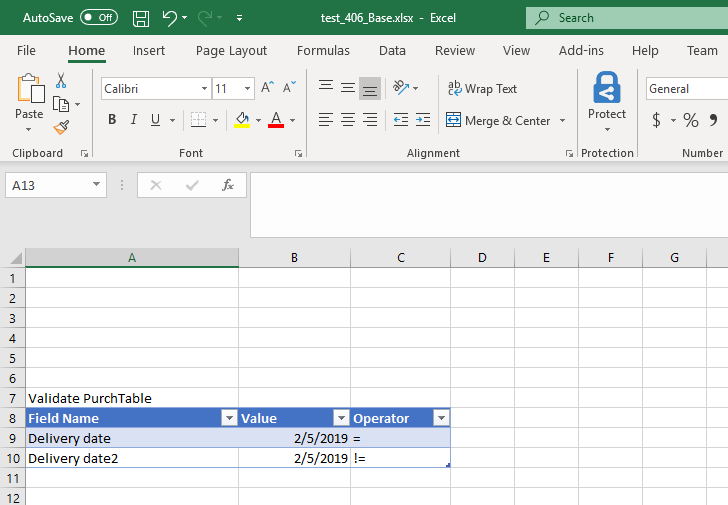 AutoSave Off test_406_Base.xlsx - Excel Search
File Home Insert Page Layout Formulas Data Review View Add-ins Help Team
Paste Calibri 11 A A ab Wrap Text Protect General
B I U A Merge & Center $ % 9
Clipboard Font Alignment Protection Number
A13 fx
A B C D E F G
1
2
3
4
5
6
7 Validate PurchTable
8 Field Name Value Operator
9 Delivery date 2/5/2019 =
10 Delivery date2 2/5/2019 !=
11
12